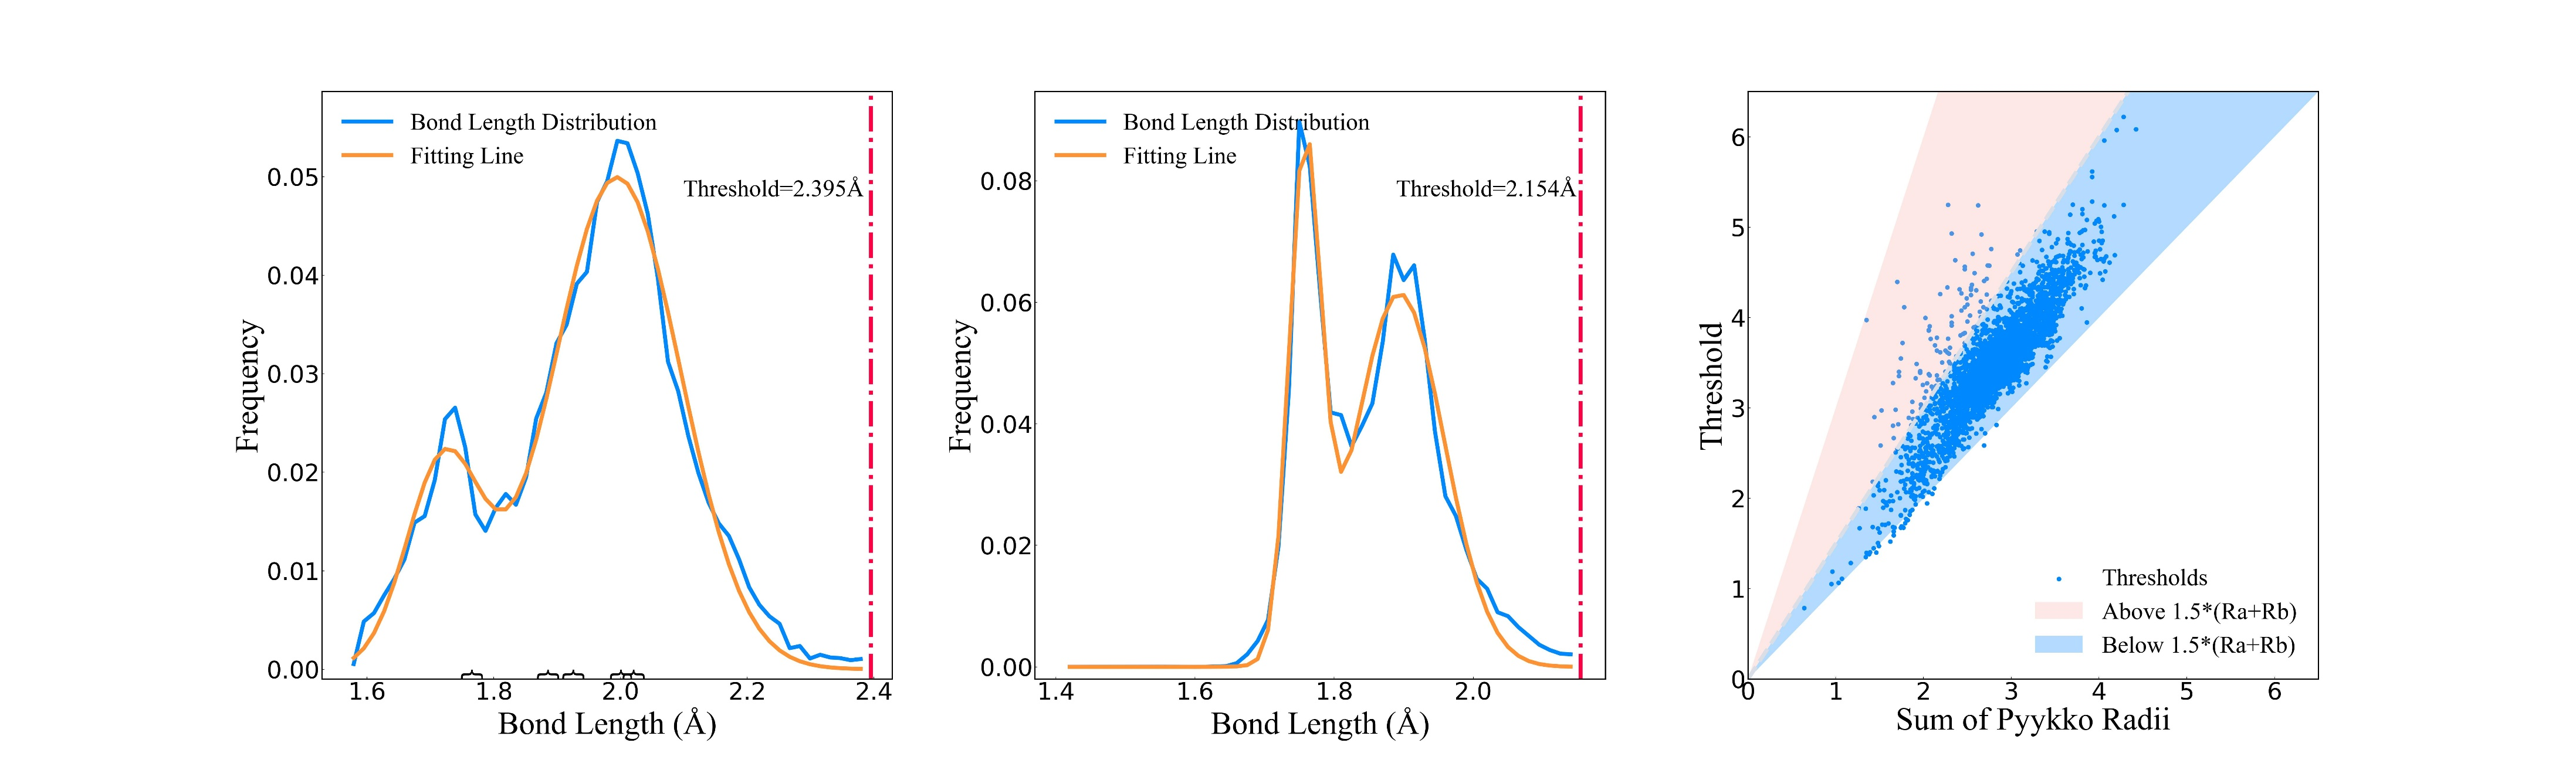 Bond Length Distribution
Fitting Line
Threshold=2.395Å
0.05
0.04
0.03
0.02
0.01
0.00
Frequency
1.6 1.8 2.0 2.2 2.4
Bond Length (Å)
Bond Length Distribution
Fitting Line
Threshold=2.154Å
0.08
0.06
0.04
0.02
0.00
Frequency
1.4 1.6 1.8 2.0
Bond Length (Å)
6
5
4
3
2
1
0
Threshold
Thresholds
Above 1.5*(Ra+Rb)
Below 1.5*(Ra+Rb)
0 1 2 3 4 5 6
Sum of Pyykko Radii